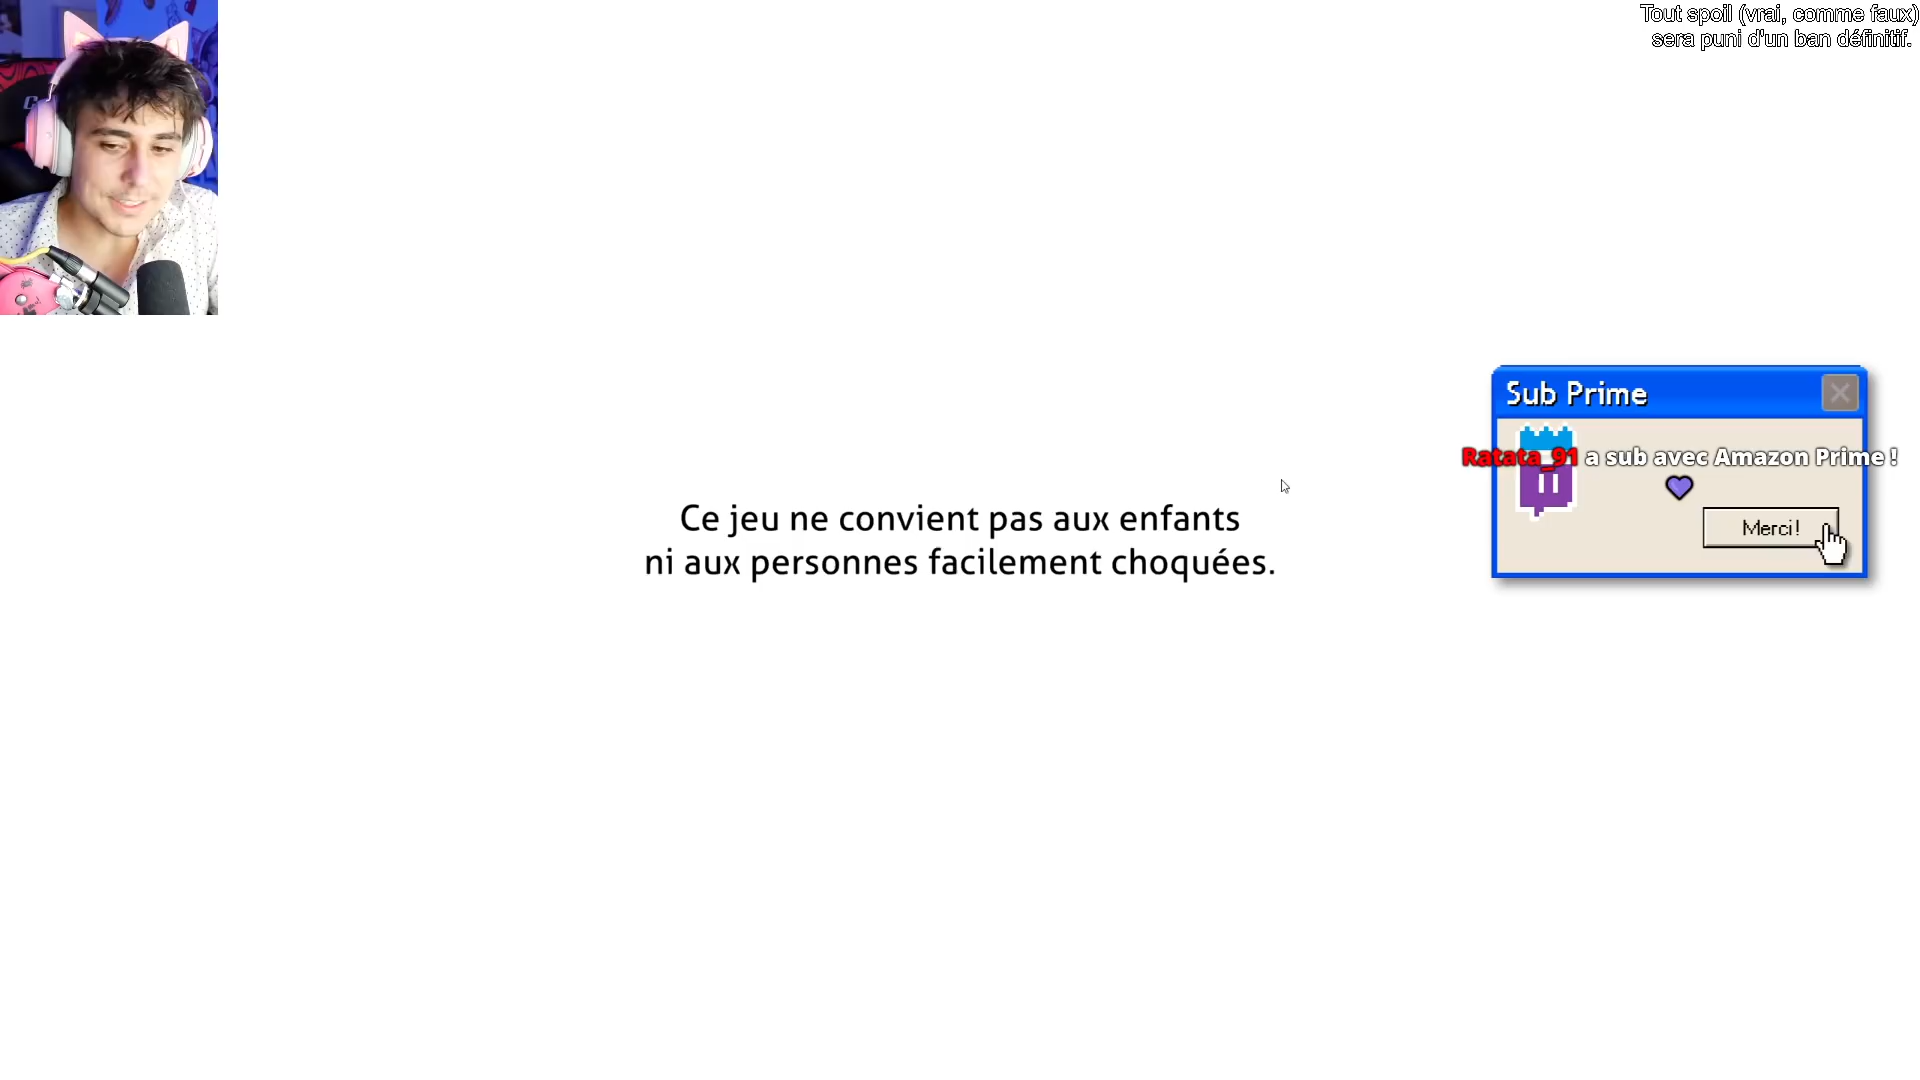 Tout spoil (vrai, comme faux)
sera puni d'un ban définitif.
Sub Prime
Ratata_91 a sub avec Amazon Prime !
Merci!
Ce jeu ne convient pas aux enfants
ni aux personnes facilement choquées.